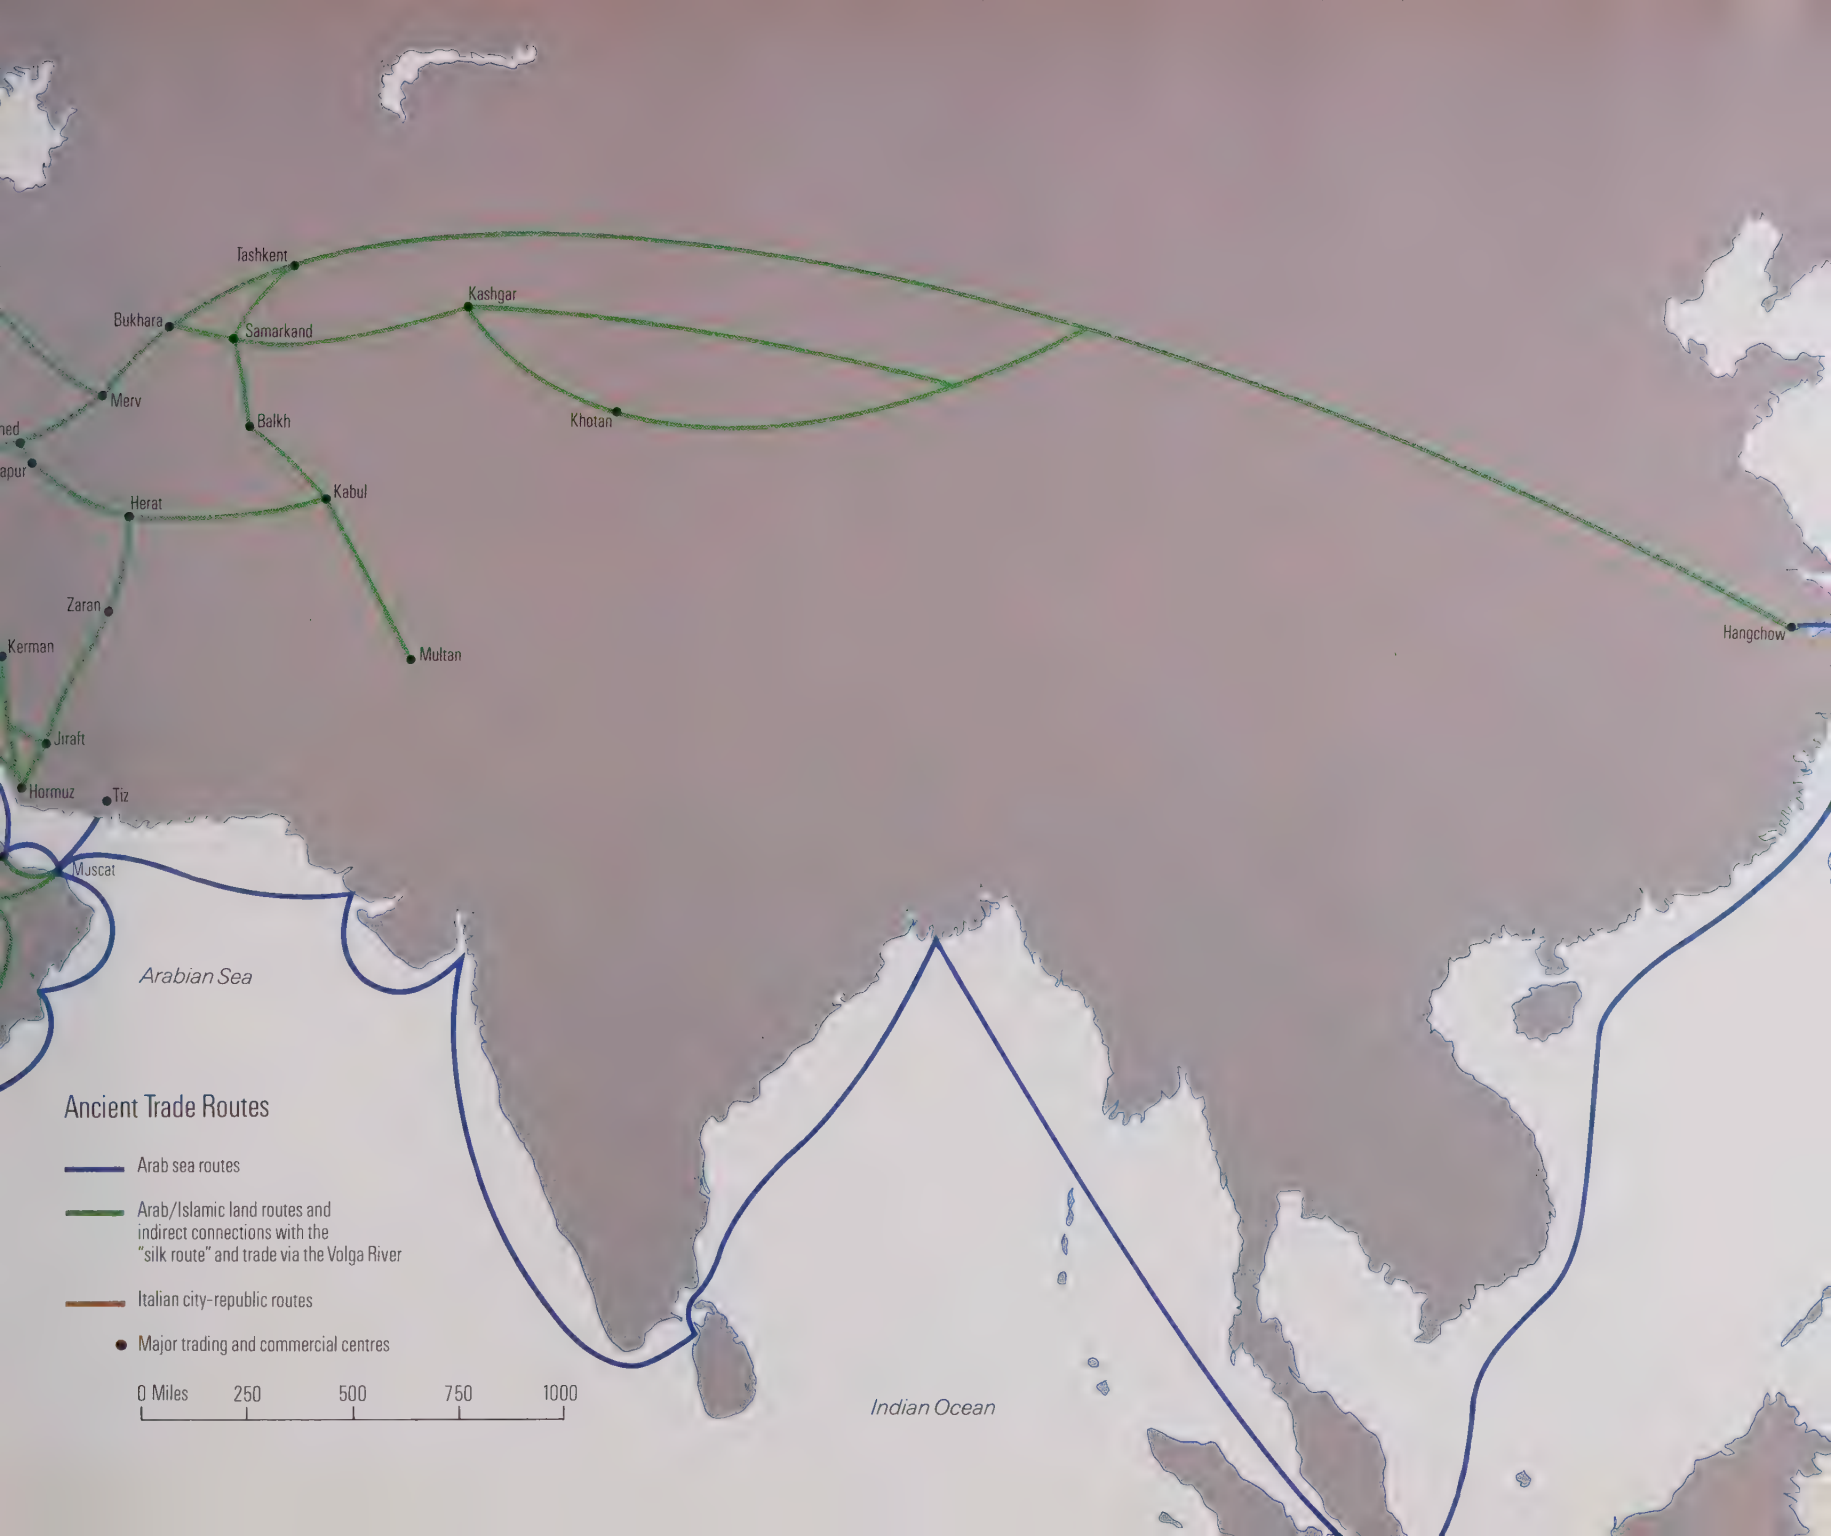 Tashkent
Kashgar
Bukhara
Samarkand
Merv
Balkh
Khotan
ned
apur
Kabul
Herat
Zaran
Hangchow
Kerman
Multan
Jiraft
Hormuz
Tiz
Muscat
Arabian Sea
Ancient Trade Routes
Arab sea routes
Arab/Islamic land routes and
indirect connections with the
"silk route" and trade via the Volga River
Italian city-republic routes
Major trading and commercial centres
0 Miles 250 500 750 1000
Indian Ocean